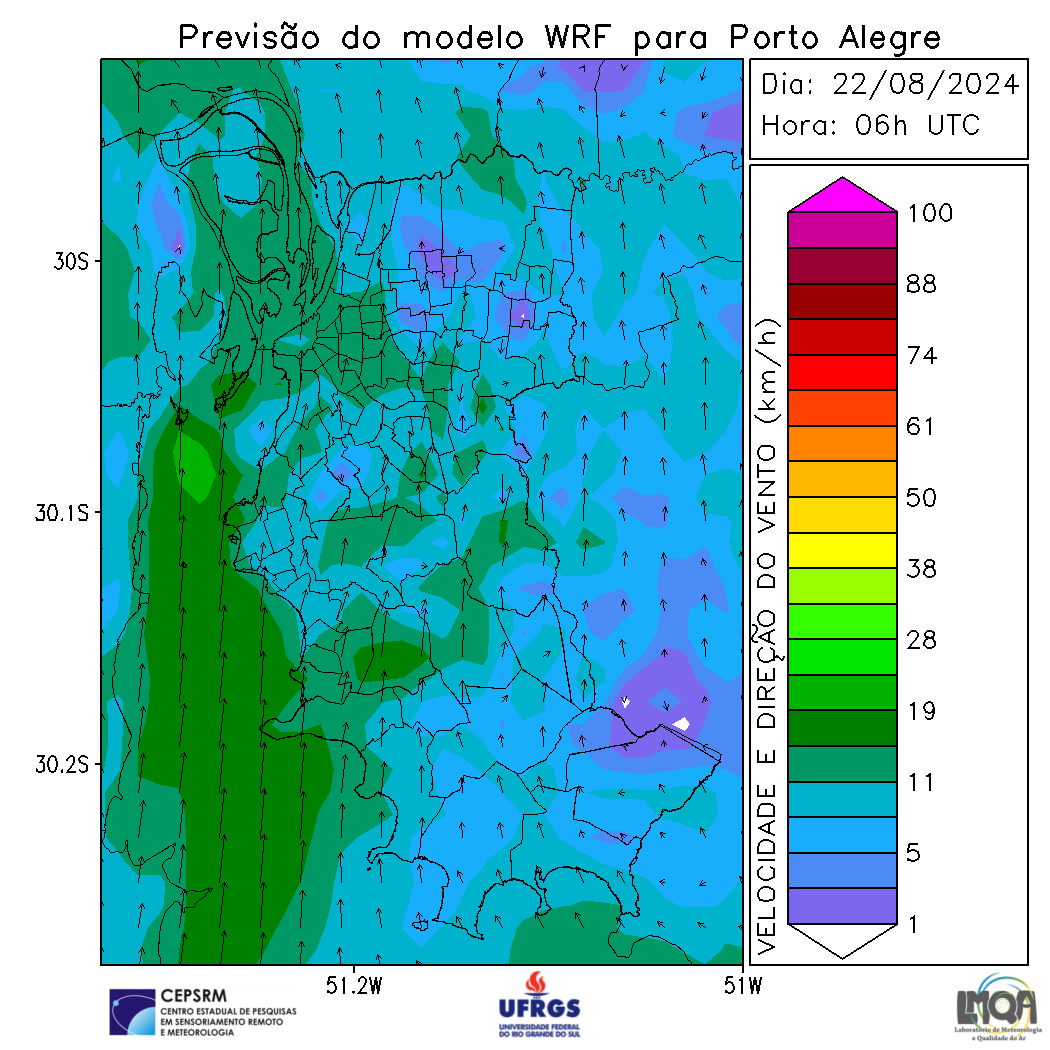 Previsão do modelo WRF para Porto Alegre
Dia: 22/08/2024
Hora: 06h UTC
30S
30.1S
30.2S
51.2W
51W
VELOCIDADE E DIREÇÃO DO VENTO (km/h)
100
88
74
61
50
38
28
19
11
5
1
CEPSRM
CENTRO ESTADUAL DE PESQUISAS
EM SENSORIAMENTO REMOTO
E METEOROLOGIA
UFRGS
UNIVERSIDADE FEDERAL
DO RIO GRANDE DO SUL
LMQA
Laboratório de Meteorologia
e Qualidade do Ar